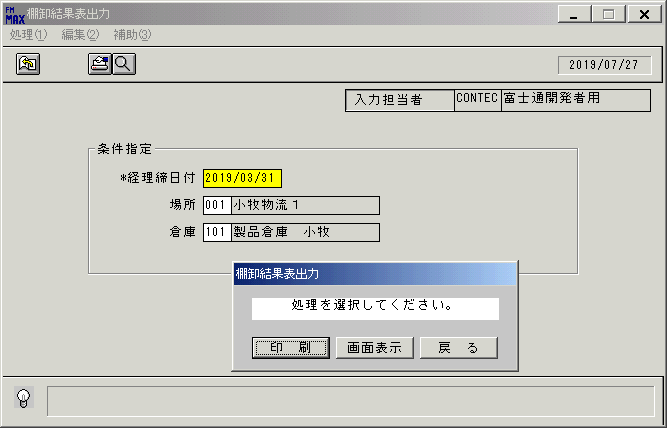 FM MAX 棚卸結果表出力
処理(1) 編集(2) 補助(3)
2019/07/27
入力担当者 CONTEC 富士通開発者用
条件指定
*経理締日付 2019/03/31
場所 001 小牧物流1
倉庫 101 製品倉庫 小牧
棚卸結果表出力
処理を選択してください。
印 刷 画面表示 戻 る